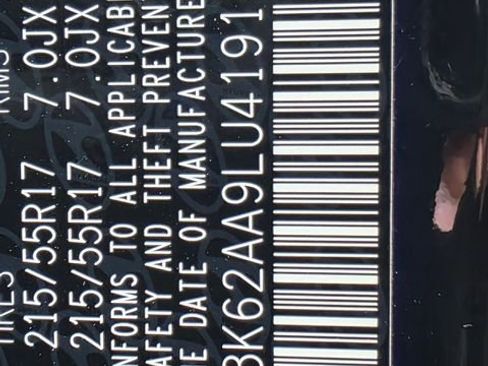 TIRES RIMS
215/55R17 7.0JX
215/55R17 7.0JX
NFORMS TO ALL APPLICAB
AFETY AND THEFT PREVEN
E DATE OF MANUFACTURE
3K62AA9LU4191